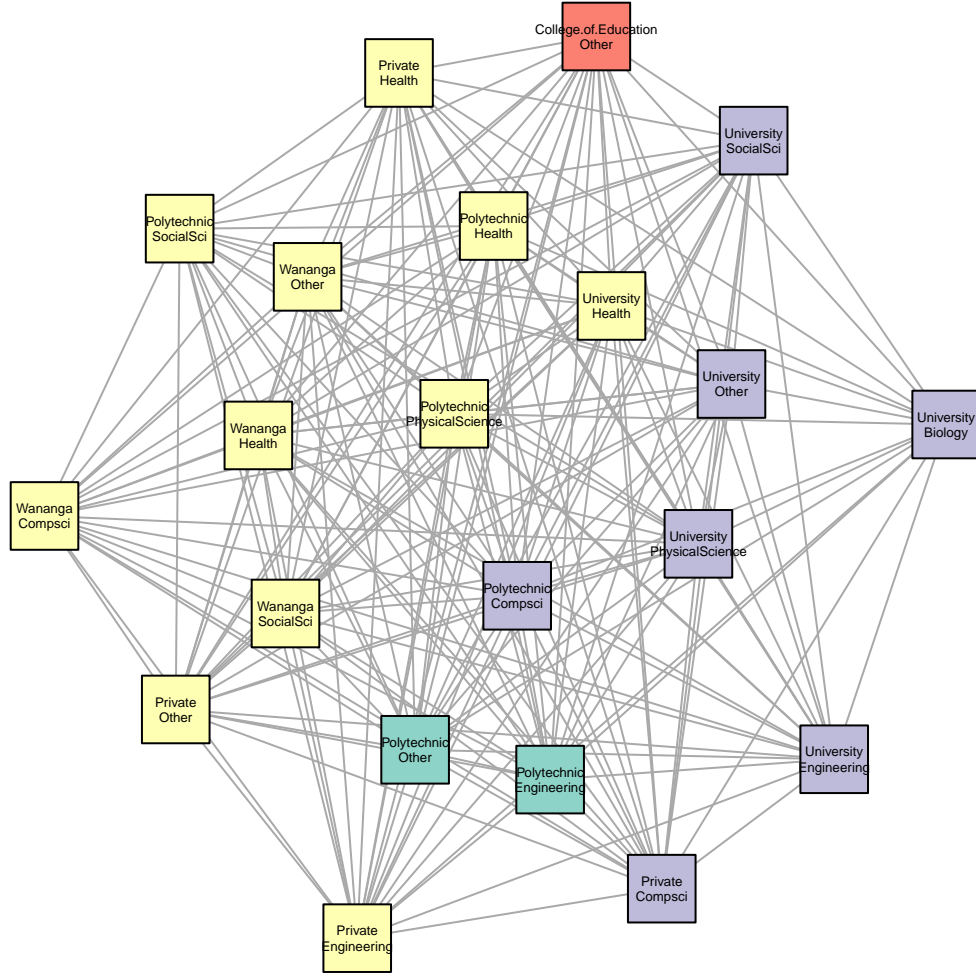 College.of.Education
Other
Private
Health
University
SocialSci
Polytechnic
SocialSci
Polytechnic
Health
Wananga
Other
University
Health
University
Other
Polytechnic
PhysicalScience
University
Biology
Wananga
Health
Wananga
Compsci
University
PhysicalScience
Polytechnic
Compsci
Wananga
SocialSci
Private
Other
Polytechnic
Other
Polytechnic
Engineering
University
Engineering
Private
Compsci
Private
Engineering